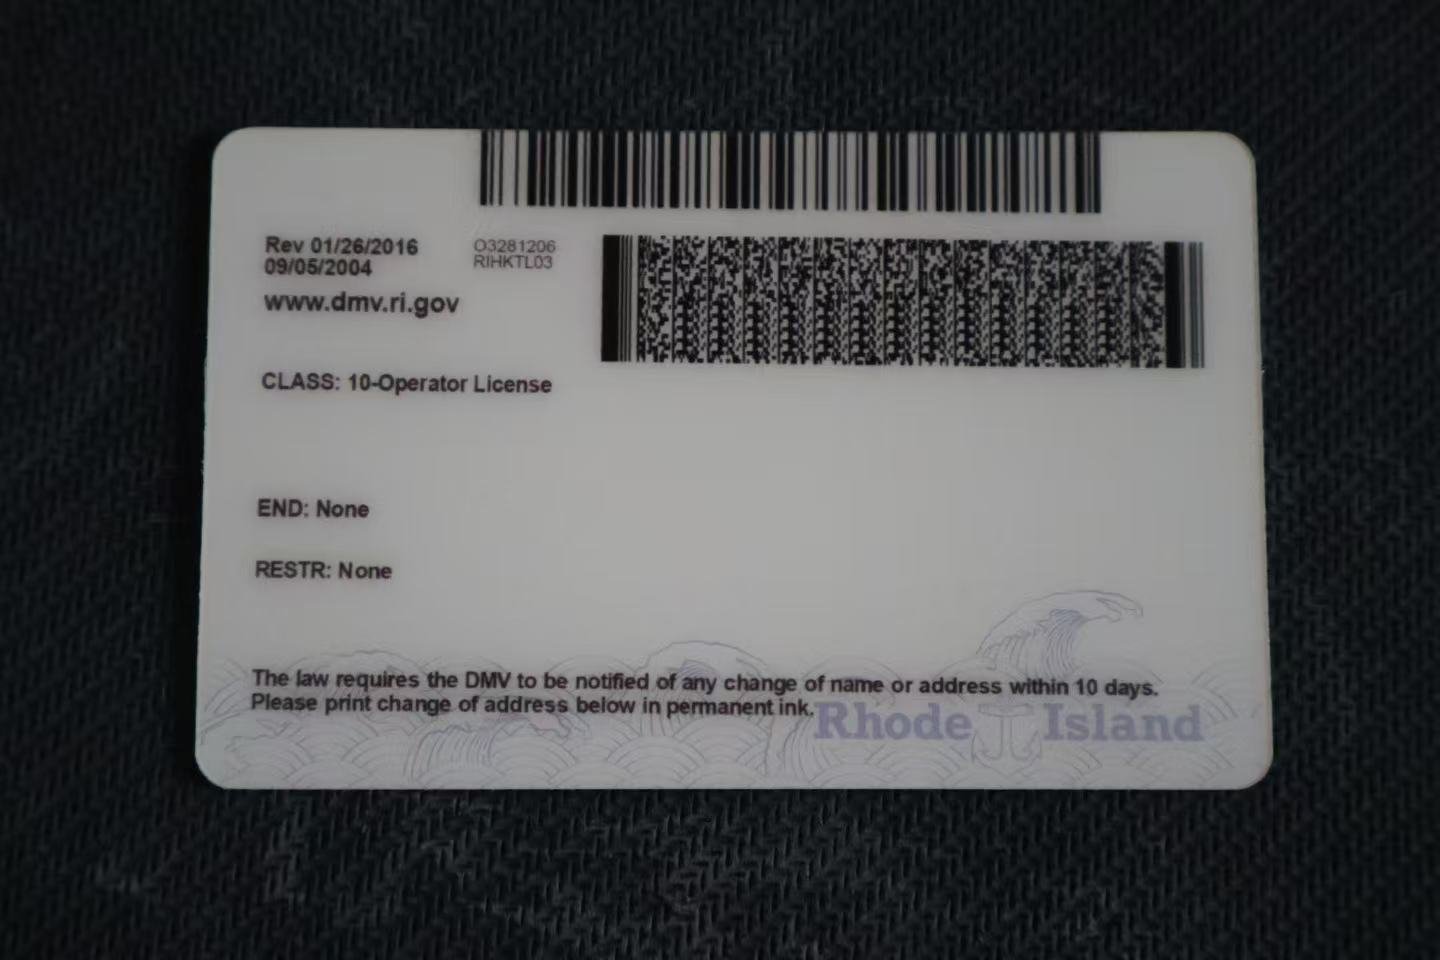 Rev 01/26/2016
09/05/2004
O3281206
RIHKTL03
www.dmv.ri.gov
CLASS: 10-Operator License
END: None
RESTR: None
The law requires the DMV to be notified of any change of name or address within 10 days.
Please print change of address below in permanent ink.
Rhode Island